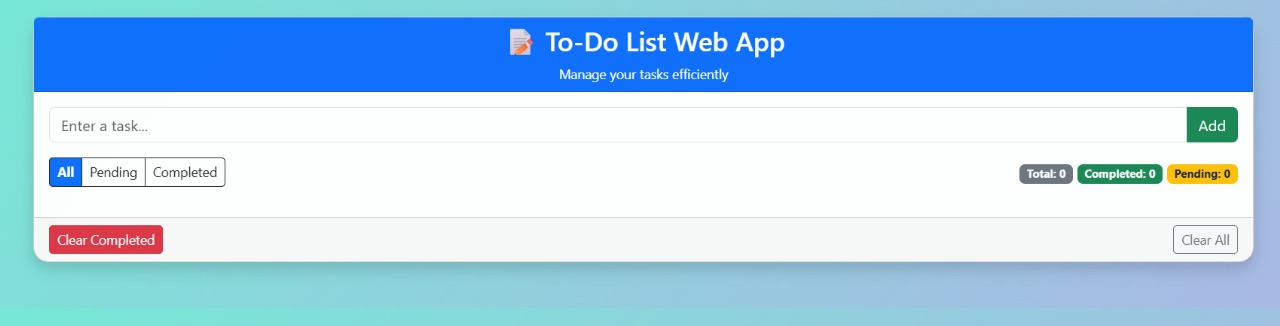 📝 To-Do List Web App
Manage your tasks efficiently
Enter a task... Add
All Pending Completed Total: 0 Completed: 0 Pending: 0
Clear Completed Clear All